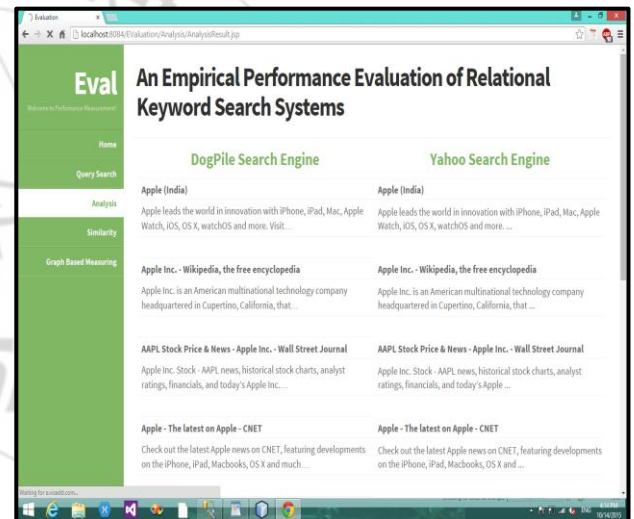 Evaluation
localhost:8084/Evaluation/Analysis/AnalysisResult.jsp
Eval
Welcome to Performance Measurement!
Home
Query Search
Analysis
Similarity
Graph Based Measuring
An Empirical Performance Evaluation of Relational
Keyword Search Systems
DogPile Search Engine
Apple (India)
Apple leads the world in innovation with iPhone, iPad, Mac, Apple
Watch, iOS, OS X, watchOS and more. Visit...
Apple Inc. - Wikipedia, the free encyclopedia
Apple Inc. is an American multinational technology company
headquartered in Cupertino, California, that...
AAPL Stock Price & News - Apple Inc. - Wall Street Journal
Apple Inc. Stock - AAPL news, historical stock charts, analyst
ratings, financials, and today's Apple Inc....
Apple - The latest on Apple - CNET
Check out the latest Apple news on CNET, featuring developments
on the iPhone, iPad, Macbooks, OS X and much...
Yahoo Search Engine
Apple (India)
Apple leads the world in innovation with iPhone, iPad, Mac, Apple
Watch, iOS, OS X, watchOS and more. ...
Apple Inc. - Wikipedia, the free encyclopedia
Apple Inc. is an American multinational technology company
headquartered in Cupertino, California, that ...
AAPL Stock Price & News - Apple Inc. - Wall Street Journal
Apple Inc. Stock - AAPL news, historical stock charts, analyst
ratings, financials, and today's Apple ...
Apple - The latest on Apple - CNET
Check out the latest Apple news on CNET, featuring developments
on the iPhone, iPad, Macbooks, OS X and ...
Waiting for
ENG
4:14 PM
10/14/2015